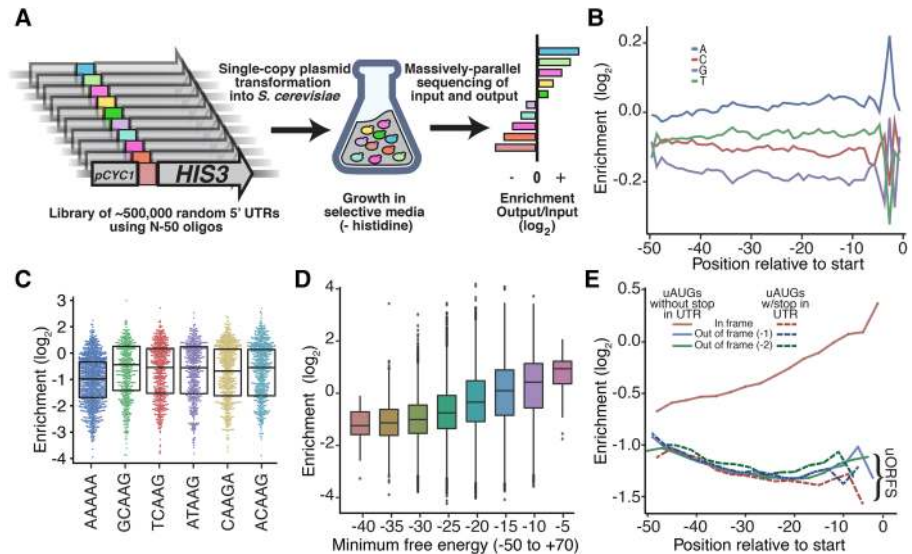 A
Single-copy plasmid
transformation
into S. cerevisiae
Massively-parallel
sequencing of
input and output
pCYC1
HIS3
Library of ~500,000 random 5' UTRs
using N-50 oligos
Growth in
selective media
(- histidine)
- 0 +
Enrichment
Output/Input
(log2)
B
Enrichment (log2)
0.2
0.0
-0.2
A
C
G
T
-50 -40 -30 -20 -10 0
Position relative to start
C
Enrichment (log2)
3
2
1
0
-1
-2
-3
-4
AAAAA
GCAAG
TCAAG
ATAAG
CAAGA
ACAAG
D
Enrichment (log2)
4
2
0
-2
-4
-40 -35 -30 -25 -20 -15 -10 -5
Minimum free energy (-50 to +70)
E
Enrichment (log2)
0.5
0.0
-0.5
-1.0
-1.5
uAUGs
without stop
in UTR
uAUGs
w/stop in
UTR
In frame
Out of frame (-1)
Out of frame (-2)
uORFS
-50 -40 -30 -20 -10 0
Position relative to start